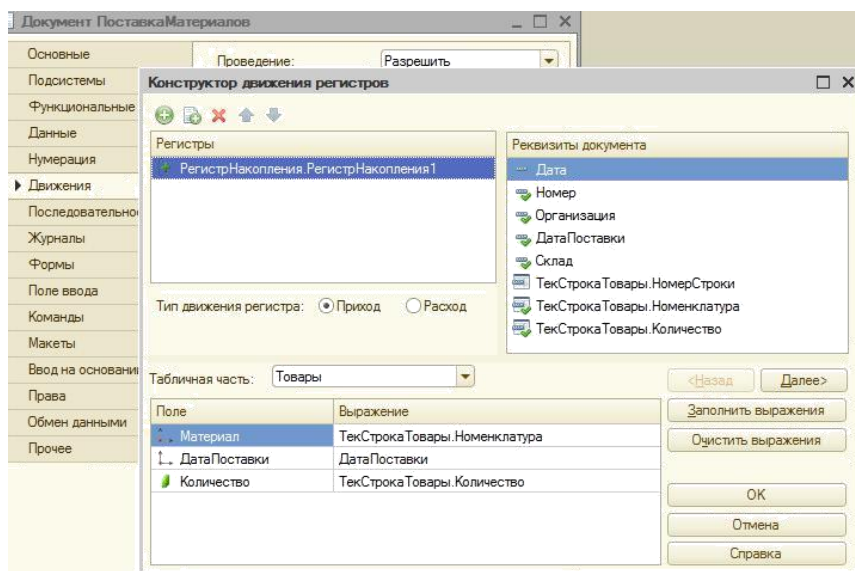 Документ ПоставкаМатериалов
Основные
Подсистемы
Функциональные
Данные
Нумерация
Движения
Последовательно
Журналы
Формы
Поле ввода
Команды
Макеты
Ввод на основани
Права
Обмен данными
Прочее
Проведение: Разрешить
Конструктор движения регистров
Регистры
РегистрНакопления.РегистрНакопления1
Реквизиты документа
Дата
Номер
Организация
ДатаПоставки
Склад
ТекСтрокаТовары.НомерСтроки
ТекСтрокаТовары.Номенклатура
ТекСтрокаТовары.Количество
Тип движения регистра: Приход Расход
Табличная часть: Товары
<Назад Далее>
Поле Выражение
Материал ТекСтрокаТовары.Номенклатура
ДатаПоставки ДатаПоставки
Количество ТекСтрокаТовары.Количество
Заполнить выражения
Очистить выражения
OK
Отмена
Справка